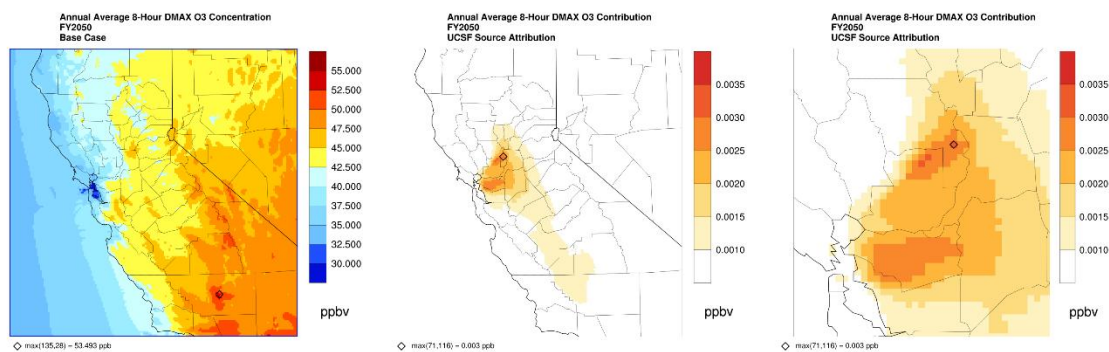 Annual Average 8-Hour DMAX O3 Concentration
FY2050
Base Case
55.000
52.500
50.000
47.500
45.000
42.500
40.000
37.500
35.000
32.500
30.000
ppbv
max(135,28) = 53.493 ppb
Annual Average 8-Hour DMAX O3 Contribution
FY2050
UCSF Source Attribution
0.0035
0.0030
0.0025
0.0020
0.0015
0.0010
ppbv
max(71,116) = 0.003 ppb
Annual Average 8-Hour DMAX O3 Contribution
FY2050
UCSF Source Attribution
0.0035
0.0030
0.0025
0.0020
0.0015
0.0010
ppbv
max(71,116) = 0.003 ppb